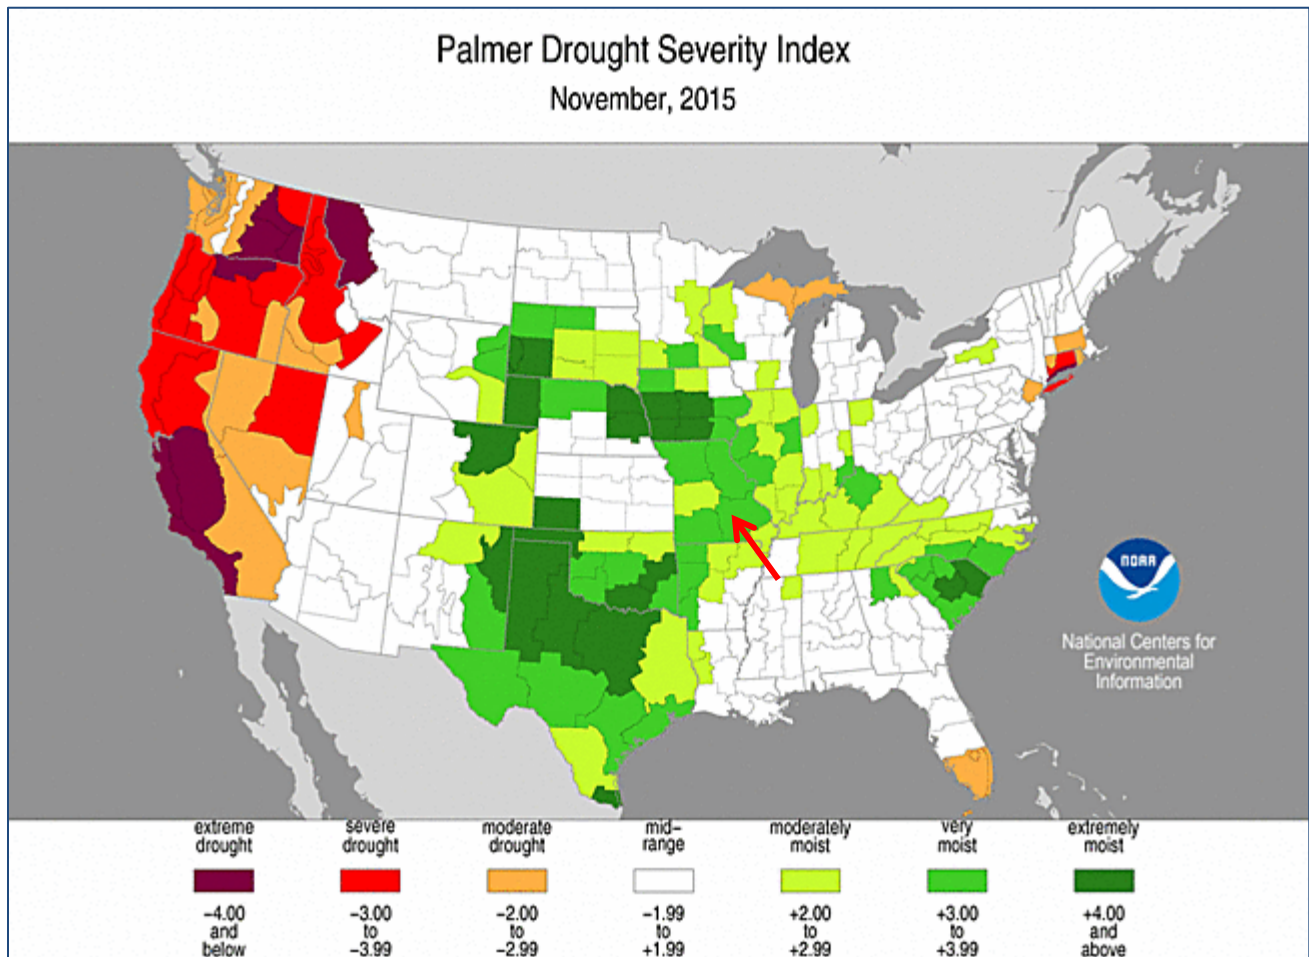 Palmer Drought Severity Index
November, 2015
NOAA
National Centers for
Environmental
Information
extreme
drought
severe
drought
moderate
drought
mid–
range
moderately
moist
very
moist
extremely
moist
–4.00
and
below
–3.00
to
–3.99
–2.00
to
–2.99
–1.99
to
+1.99
+2.00
to
+2.99
+3.00
to
+3.99
+4.00
and
above